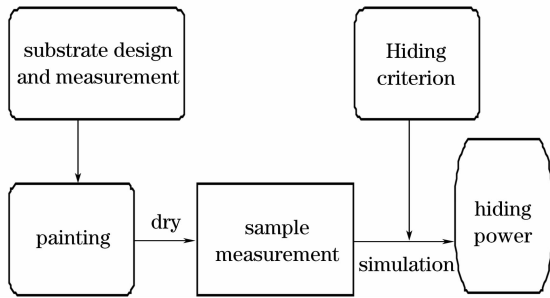 substrate design
and measurement
Hiding
criterion
painting
dry
sample
measurement
simulation
hiding
power